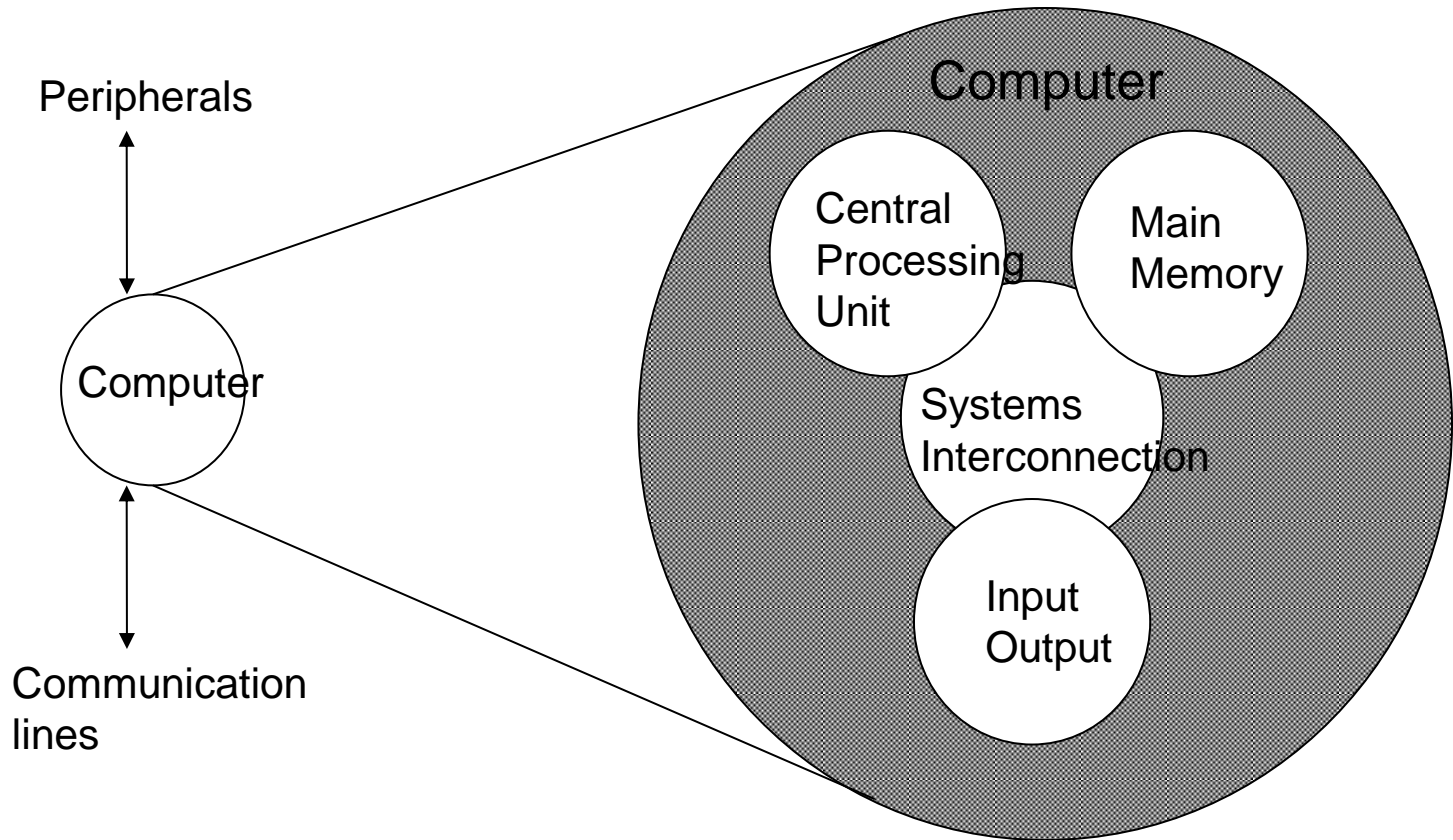 Peripherals
Computer
Communication
lines
Computer
Central
Processing
Unit
Main
Memory
Systems
Interconnection
Input
Output